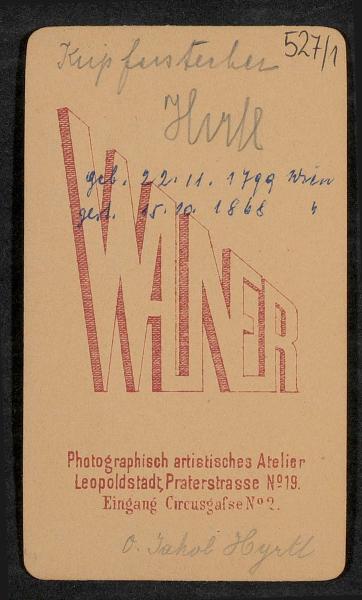 Kupferstecher
527/1
Hyrtl
geb. 22. 11. 1799 Wien
gest. 15. 10. 1868 "
WALNER
Photographisch artistisches Atelier
Leopoldstadt, Praterstrasse No 19.
Eingang Circusgasse No 2.
Jakob Hyrtl